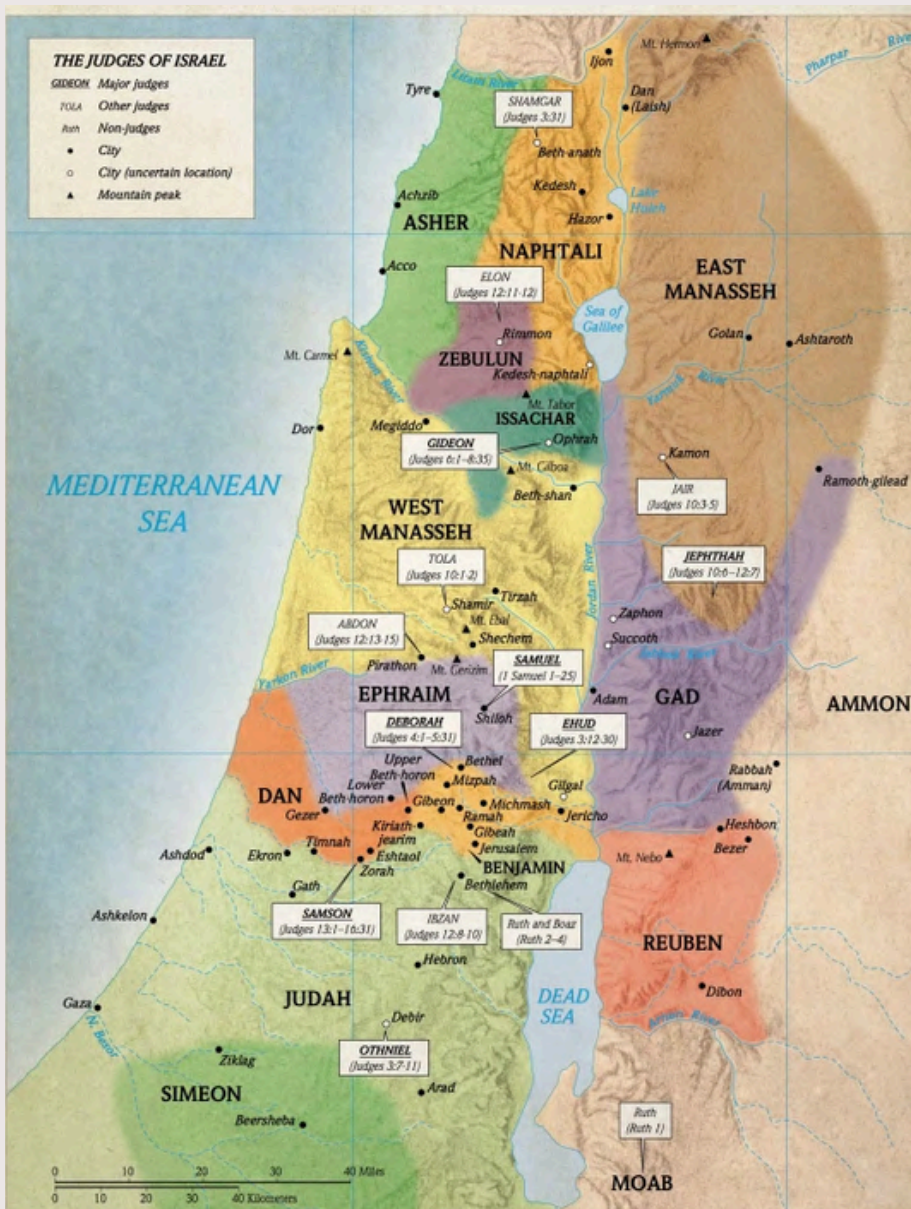 THE JUDGES OF ISRAEL
GIDEON Major judges
TOLA Other judges
Ruth Non-judges
City
City (uncertain location)
Mountain peak
Mt. Hermon
Pharpar River
Ijon
Litani River
Tyre
Dan
(Laish)
SHAMGAR
(Judges 3:31)
Beth-anath
Kedesh
Lake
Huleh
Achzib
ASHER
Hazor
NAPHTALI
Acco
EAST
MANASSEH
ELON
(Judges 12:11-12)
Sea of
Galilee
Rimmon
Golan
Ashtaroth
Mt. Carmel
Kishon River
ZEBULUN
Kedesh-naphtali
Yarmuk River
Mt. Tabor
ISSACHAR
Dor
Megiddo
GIDEON
(Judges 6:1–8:35)
Ophrah
Kamon
Mt. Gilboa
Ramoth-gilead
MEDITERRANEAN
SEA
Beth-shan
JAIR
(Judges 10:3-5)
WEST
MANASSEH
TOLA
(Judges 10:1-2)
JEPHTHAH
(Judges 10:6–12:7)
Jordan River
Tirzah
Shamir
Zaphon
ABDON
(Judges 12:13-15)
Mt. Ebal
Shechem
Succoth
Pirathon
Mt. Gerizim
SAMUEL
(1 Samuel 1–25)
River
Yarkon River
EPHRAIM
Adam
GAD
AMMON
Shiloh
DEBORAH
(Judges 4:1–5:31)
EHUD
(Judges 3:12-30)
Jazer
Upper
Beth-horon
Bethel
Mizpah
Rabbah
(Amman)
Lower
Beth-horon
Gilgal
DAN
Gezer
Gibeon
Michmash
Ramah
Jericho
Kiriath-
jearim
Gibeah
Heshbon
Bezer
Timnah
Jerusalem
Ashdod
Ekron
Eshtaol
Zorah
BENJAMIN
Mt. Nebo
Bethlehem
Gath
SAMSON
(Judges 13:1–16:31)
IBZAN
(Judges 12:8-10)
Ruth and Boaz
(Ruth 2–4)
Ashkelon
REUBEN
Hebron
JUDAH
DEAD
SEA
Dibon
Gaza
Debir
Arnon River
N. Besor
OTHNIEL
(Judges 3:7-11)
Ziklag
SIMEON
Arad
Beersheba
Ruth
(Ruth 1)
MOAB
0 10 20 30 40 Miles
0 10 20 30 40 Kilometers